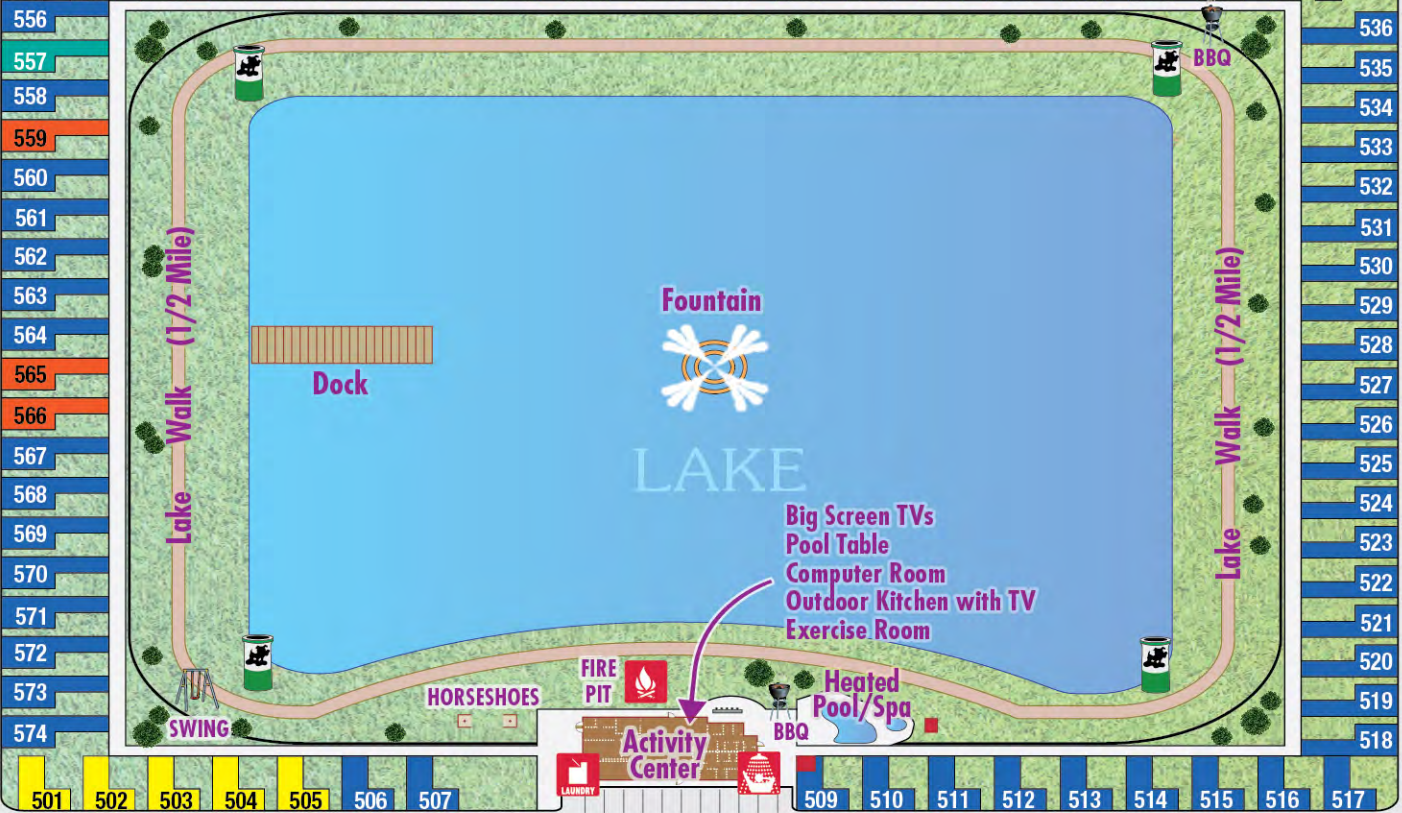 556
557
558
559
560
561
562
563
564
565
566
567
568
569
570
571
572
573
574
536
535
534
533
532
531
530
529
528
527
526
525
524
523
522
521
520
519
518
BBQ
Lake Walk (1/2 Mile)
Lake Walk (1/2 Mile)
Fountain
Dock
LAKE
Big Screen TVs
Pool Table
Computer Room
Outdoor Kitchen with TV
Exercise Room
FIRE
PIT
HORSESHOES
SWING
Heated
Pool/Spa
BBQ
Activity
Center
LAUNDRY
501
502
503
504
505
506
507
509
510
511
512
513
514
515
516
517